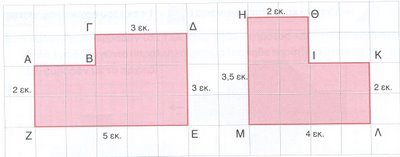 Γ 3 εκ. Δ
Α Β
2 εκ. 3 εκ.
Ζ 5 εκ. Ε
Η 2 εκ. Θ
Ι Κ
3,5 εκ. 2 εκ.
Μ 4 εκ. Λ